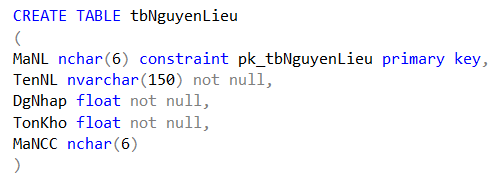 CREATE TABLE tbNguyenLieu
(
MaNL nchar(6) constraint pk_tbNguyenLieu primary key,
TenNL nvarchar(150) not null,
DgNhap float not null,
TonKho float not null,
MaNCC nchar(6)
)